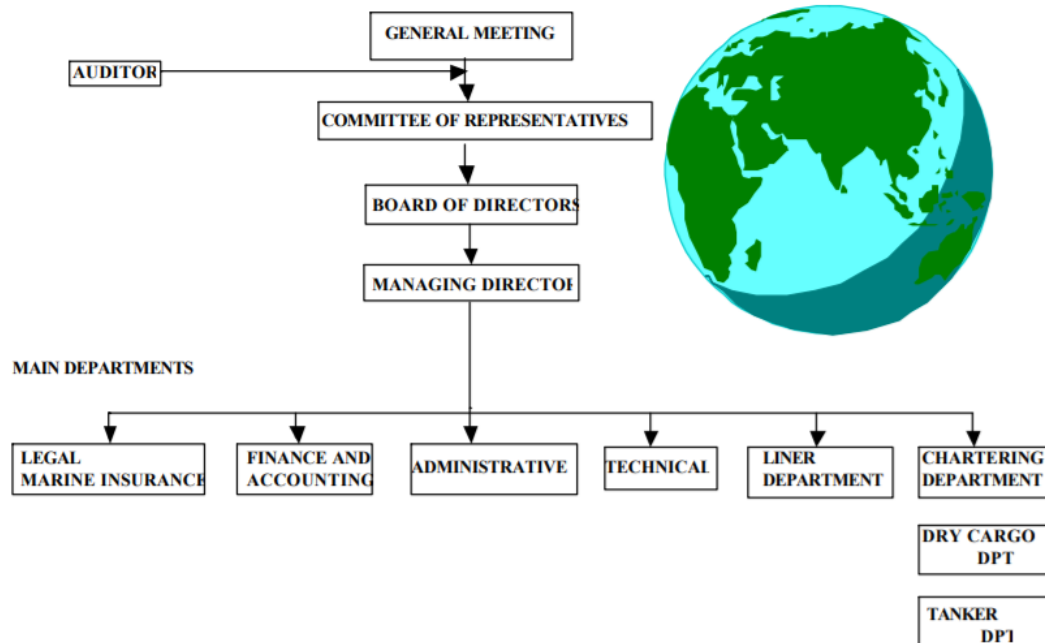 GENERAL MEETING
AUDITOR
COMMITTEE OF REPRESENTATIVES
BOARD OF DIRECTORS
MANAGING DIRECTOR
MAIN DEPARTMENTS
LEGAL
MARINE INSURANCE
FINANCE AND
ACCOUNTING
ADMINISTRATIVE
TECHNICAL
LINER
DEPARTMENT
CHARTERING
DEPARTMENT
DRY CARGO
DPT
TANKER
DPT